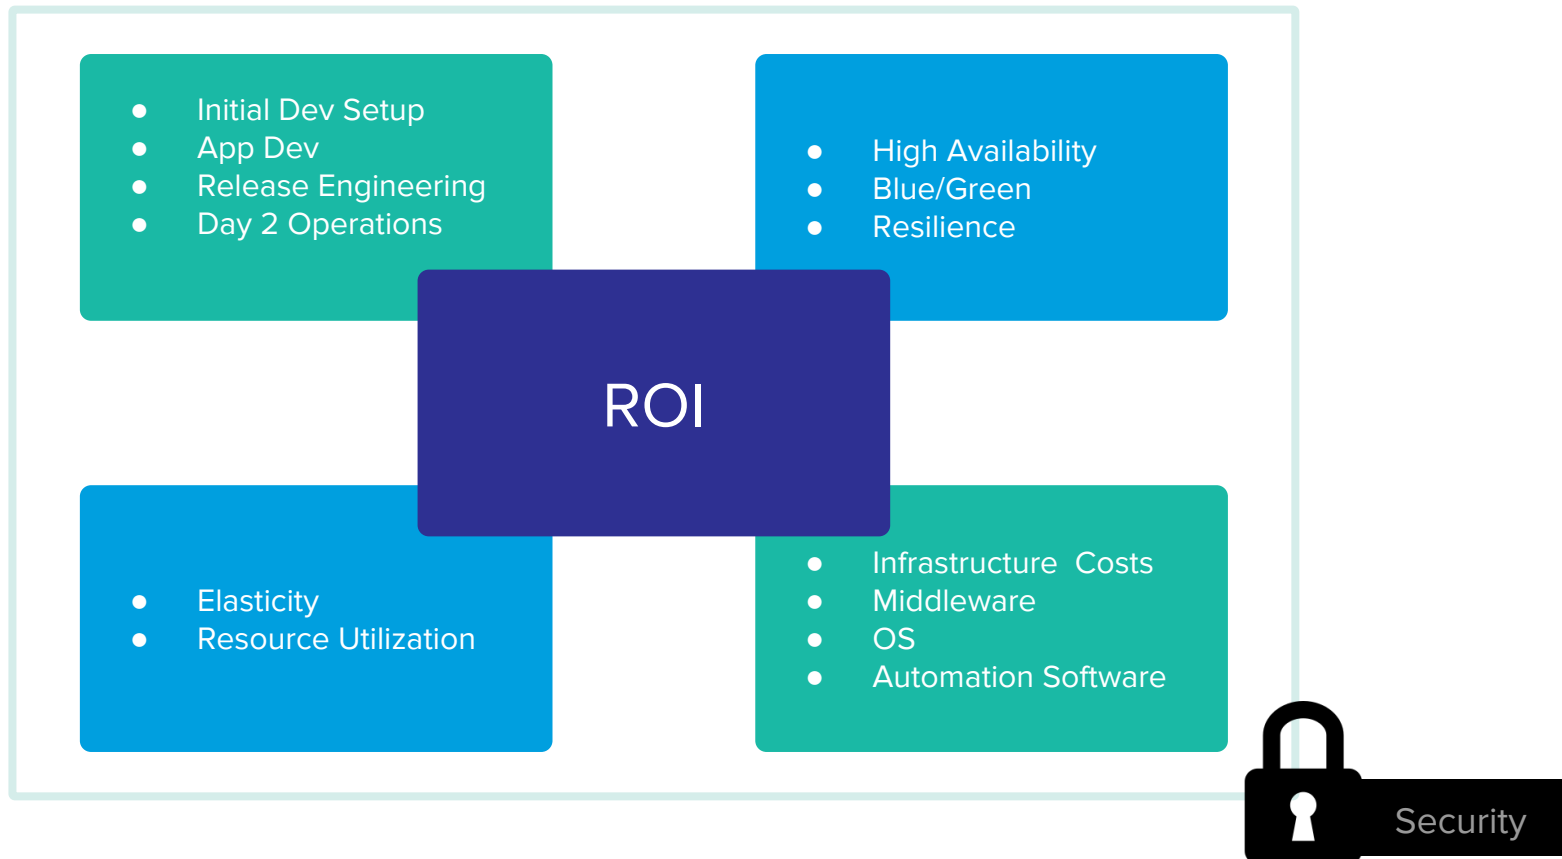 ● Initial Dev Setup
● App Dev
● Release Engineering
● Day 2 Operations
● High Availability
● Blue/Green
● Resilience
ROI
● Elasticity
● Resource Utilization
● Infrastructure  Costs
● Middleware
● OS
● Automation Software
Security